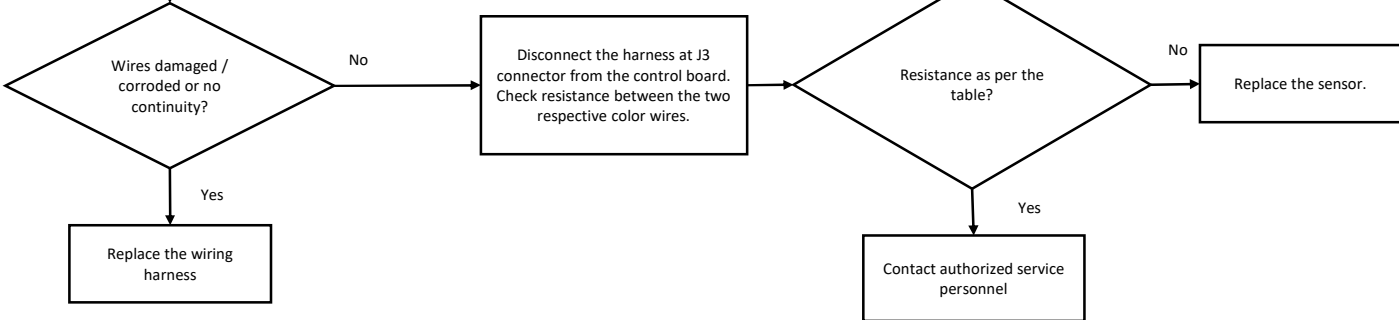 Wires damaged /
corroded or no
continuity?
No
Disconnect the harness at J3
connector from the control board.
Check resistance between the two
respective color wires.
Resistance as per the
table?
No
Replace the sensor.
Yes
Replace the wiring
harness
Yes
Contact authorized service
personnel